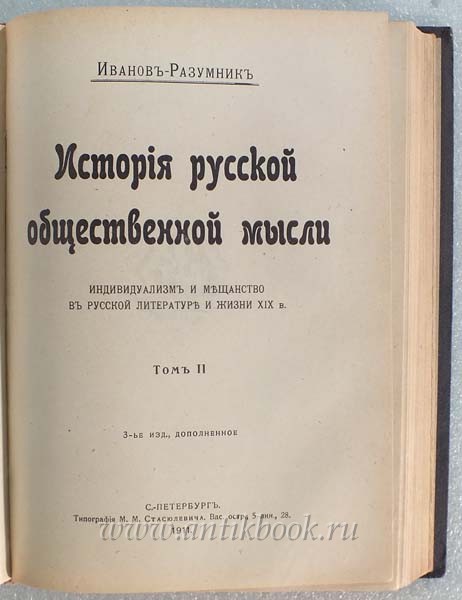 Ивановъ-Разумникъ
Исторія русской
общественной мысли
ИНДИВИДУАЛИЗМЪ И МѢЩАНСТВО
ВЪ РУССКОЙ ЛИТЕРАТУРѢ И ЖИЗНИ XIX в.
Томъ II
3-ье изд., дополненное
С.-ПЕТЕРБУРГЪ.
Типографія М. М. Стасюлевича. Вас. остр., 5 лин., 28.
1911
www.antikbook.ru